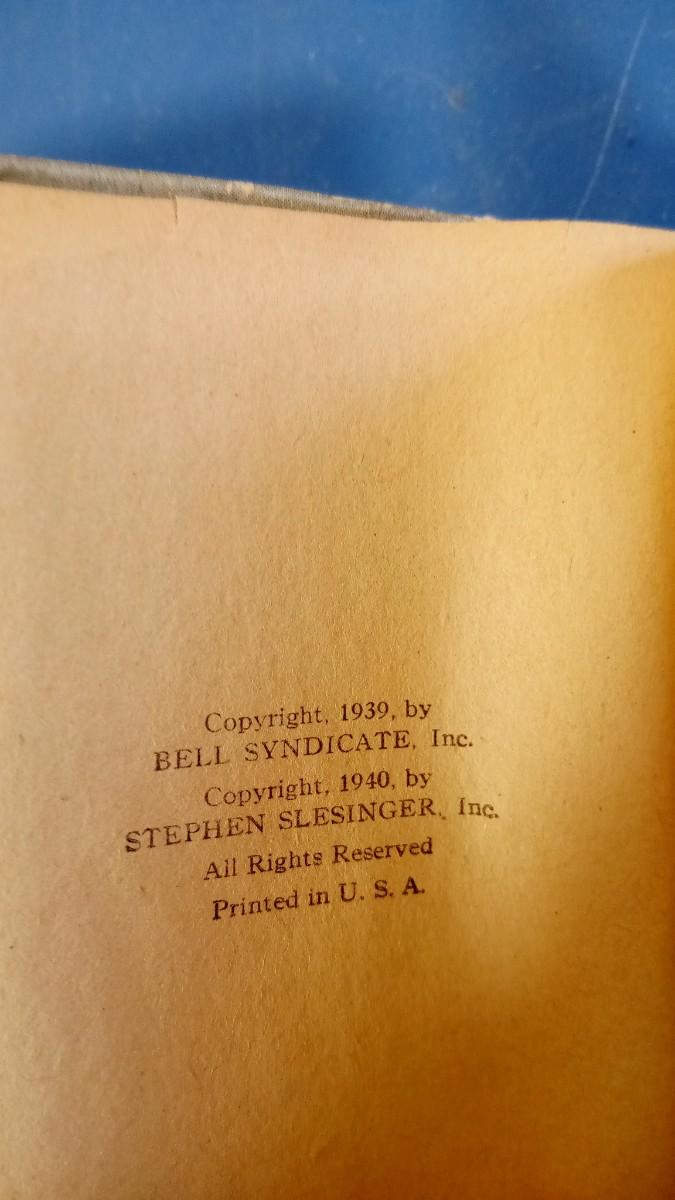 Copyright, 1939, by
BELL SYNDICATE, Inc.
Copyright, 1940, by
STEPHEN SLESINGER, Inc.
All Rights Reserved
Printed in U. S. A.